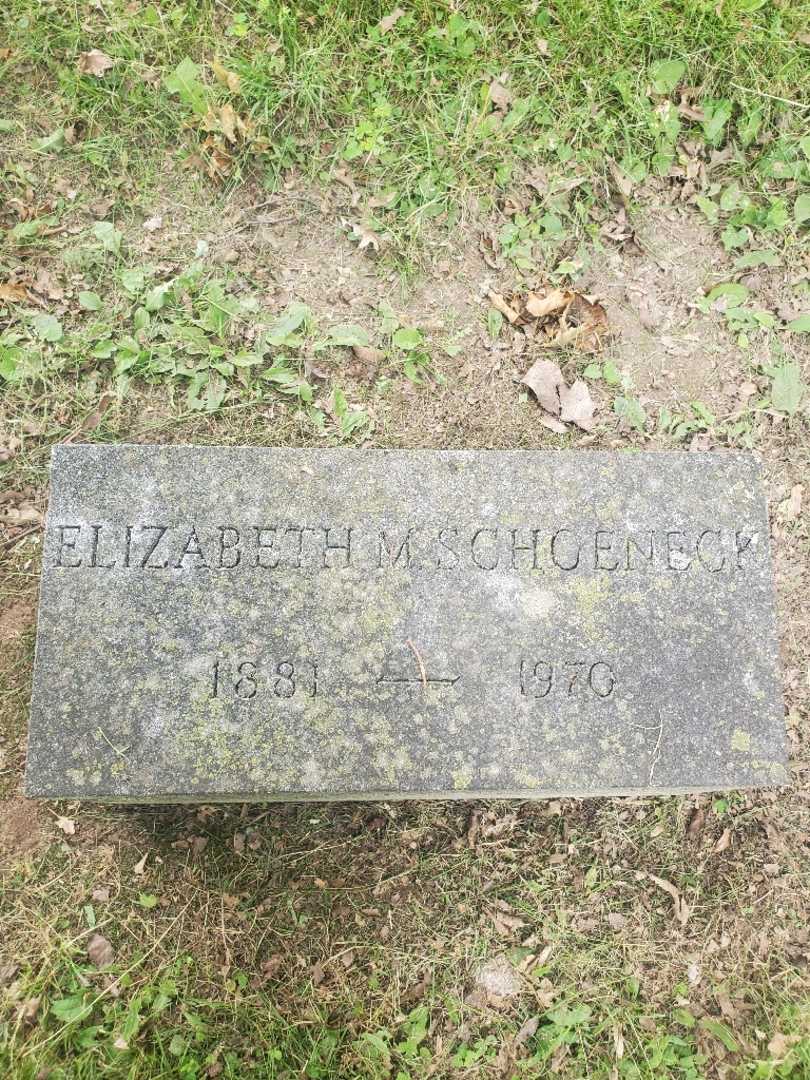 ELIZABETH M. SCHOENECK
1881 — 1970